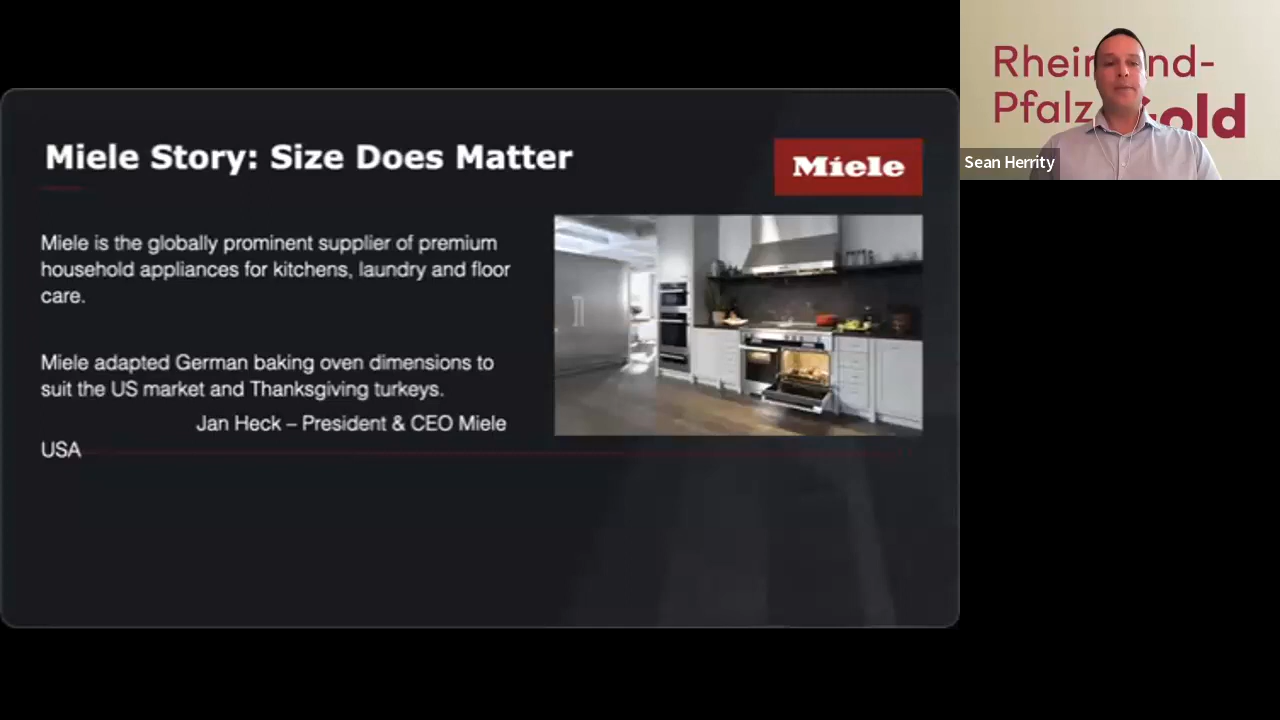 Miele Story: Size Does Matter
Miele
Miele is the globally prominent supplier of premium
household appliances for kitchens, laundry and floor
care.
Miele adapted German baking oven dimensions to
suit the US market and Thanksgiving turkeys.
Jan Heck – President & CEO Miele
USA
Pfalz
Sean Herrity